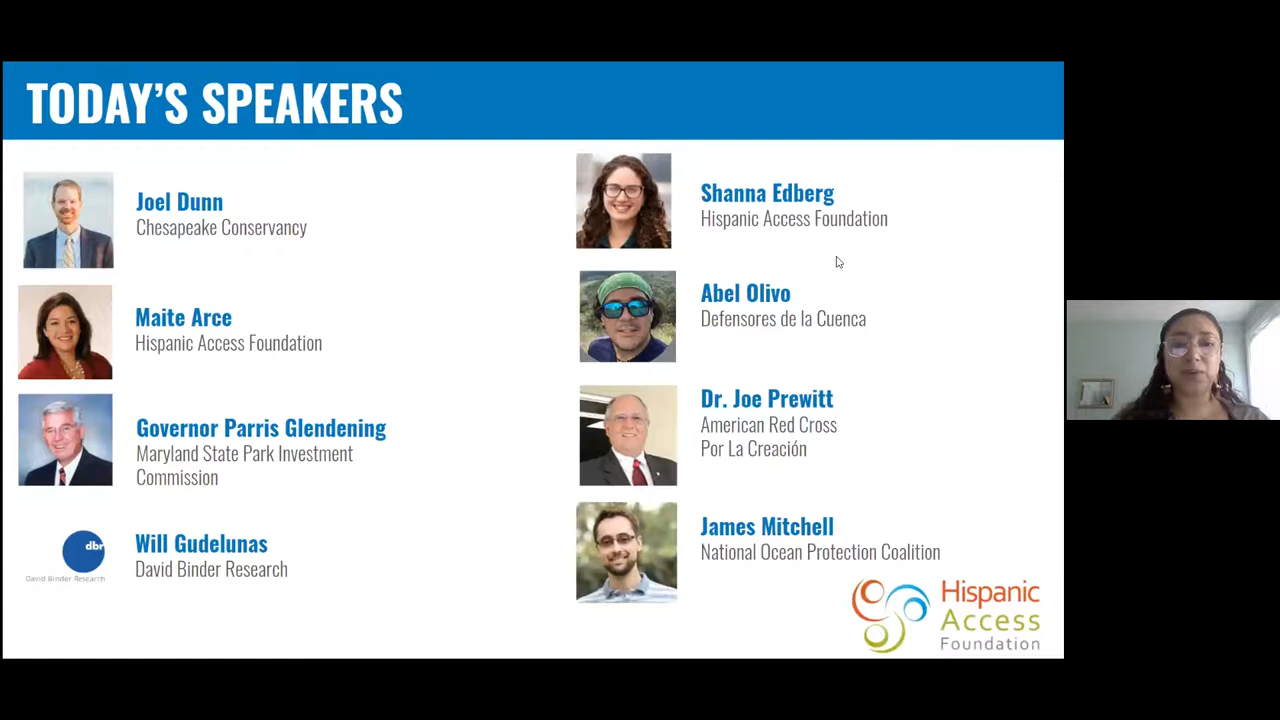 TODAY'S SPEAKERS
Joel Dunn
Chesapeake Conservancy
Maite Arce
Hispanic Access Foundation
Governor Parris Glendening
Maryland State Park Investment
Commission
dbr
David Binder Research
Will Gudelunas
David Binder Research
Shanna Edberg
Hispanic Access Foundation
Abel Olivo
Defensores de la Cuenca
Dr. Joe Prewitt
American Red Cross
Por La Creación
James Mitchell
National Ocean Protection Coalition
Hispanic
Access
Foundation